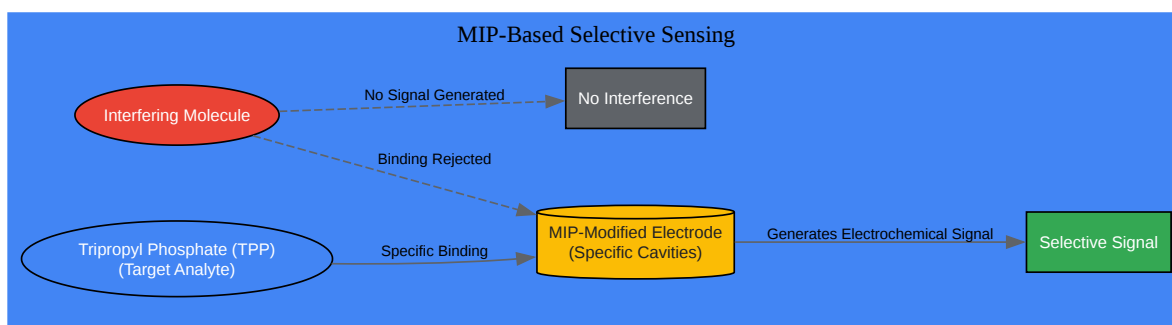 MIP-Based Selective Sensing
Interfering Molecule
No Signal Generated
No Interference
Binding Rejected
Tripropyl Phosphate (TPP)
(Target Analyte)
Specific Binding
MIP-Modified Electrode
(Specific Cavities)
Generates Electrochemical Signal
Selective Signal